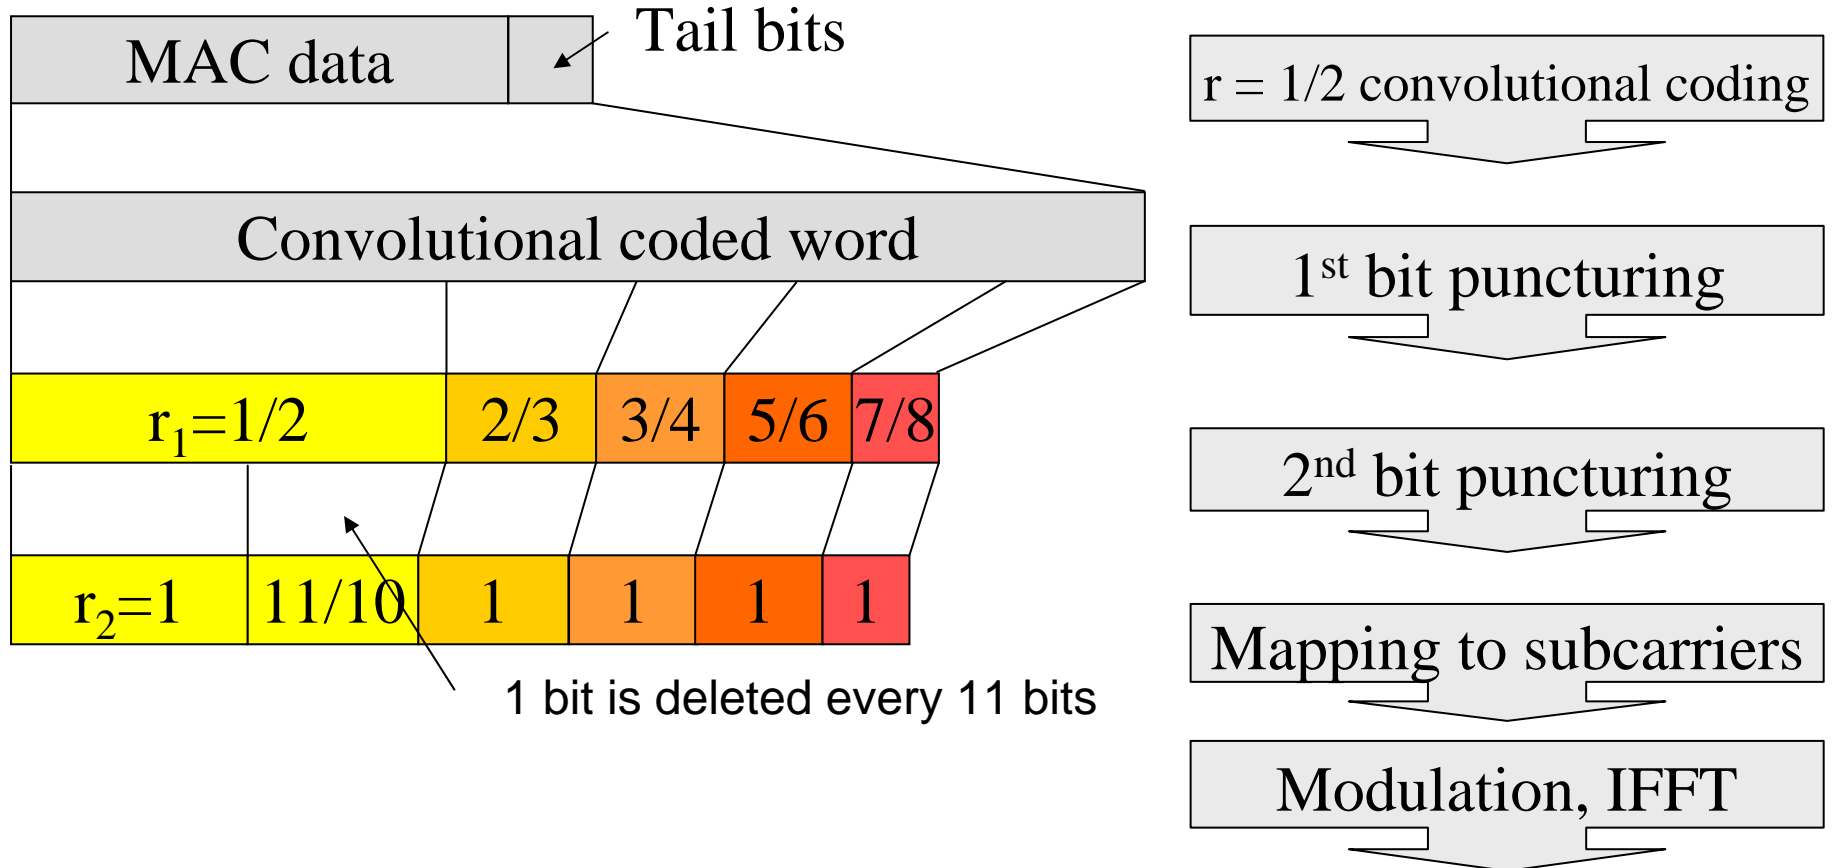 MAC data
Tail bits
Convolutional coded word
r₁=1/2 2/3 3/4 5/6 7/8
r₂=1 11/10 1 1 1 1
1 bit is deleted every 11 bits
r = 1/2 convolutional coding
1ˢᵗ bit puncturing
2ⁿᵈ bit puncturing
Mapping to subcarriers
Modulation, IFFT